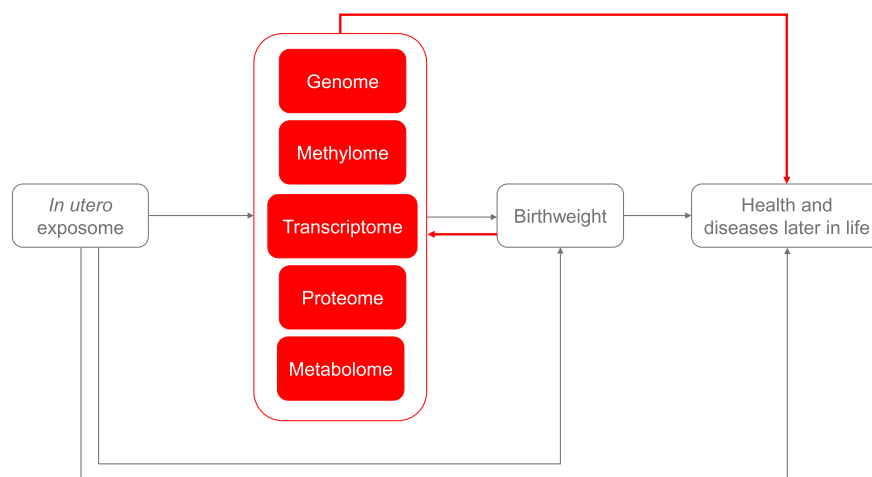 Genome
Methylome
In utero
exposome
Transcriptome
Birthweight
Health and
diseases later in life
Proteome
Metabolome